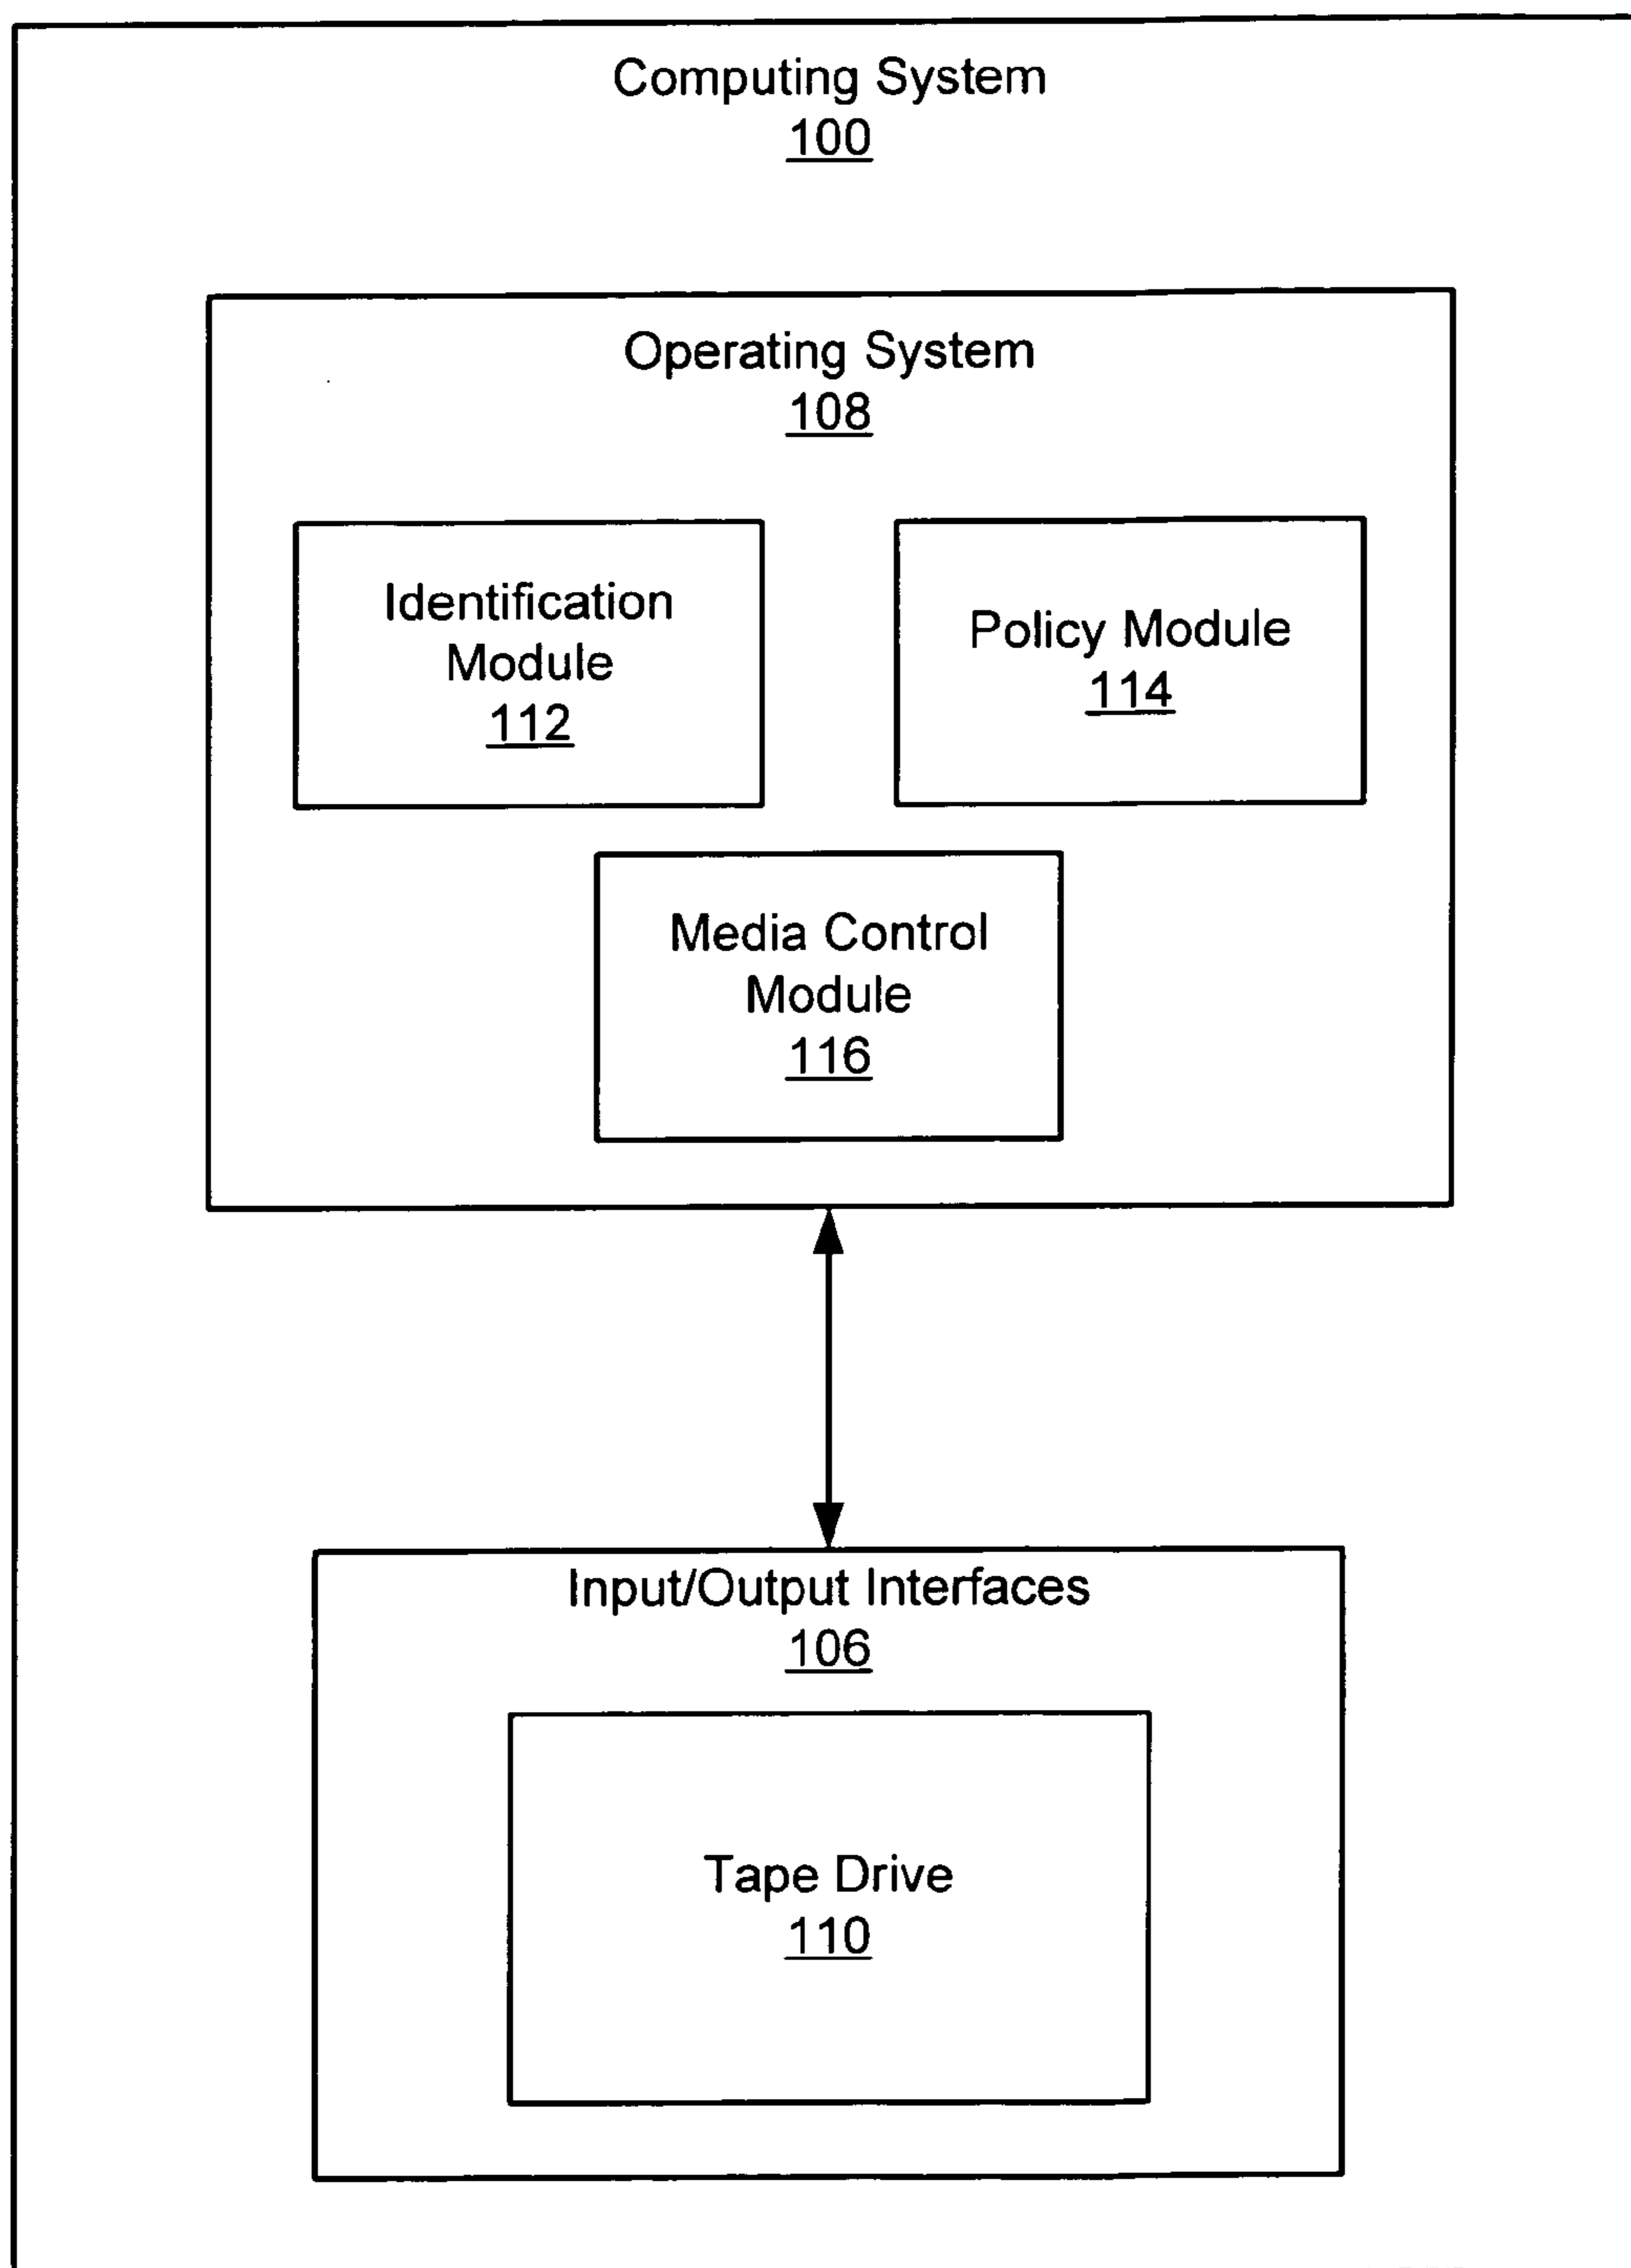 Computing System
100
Operating System
108
Identification
Module
112
Policy Module
114
Media Control
Module
116
Input/Output Interfaces
106
Tape Drive
110